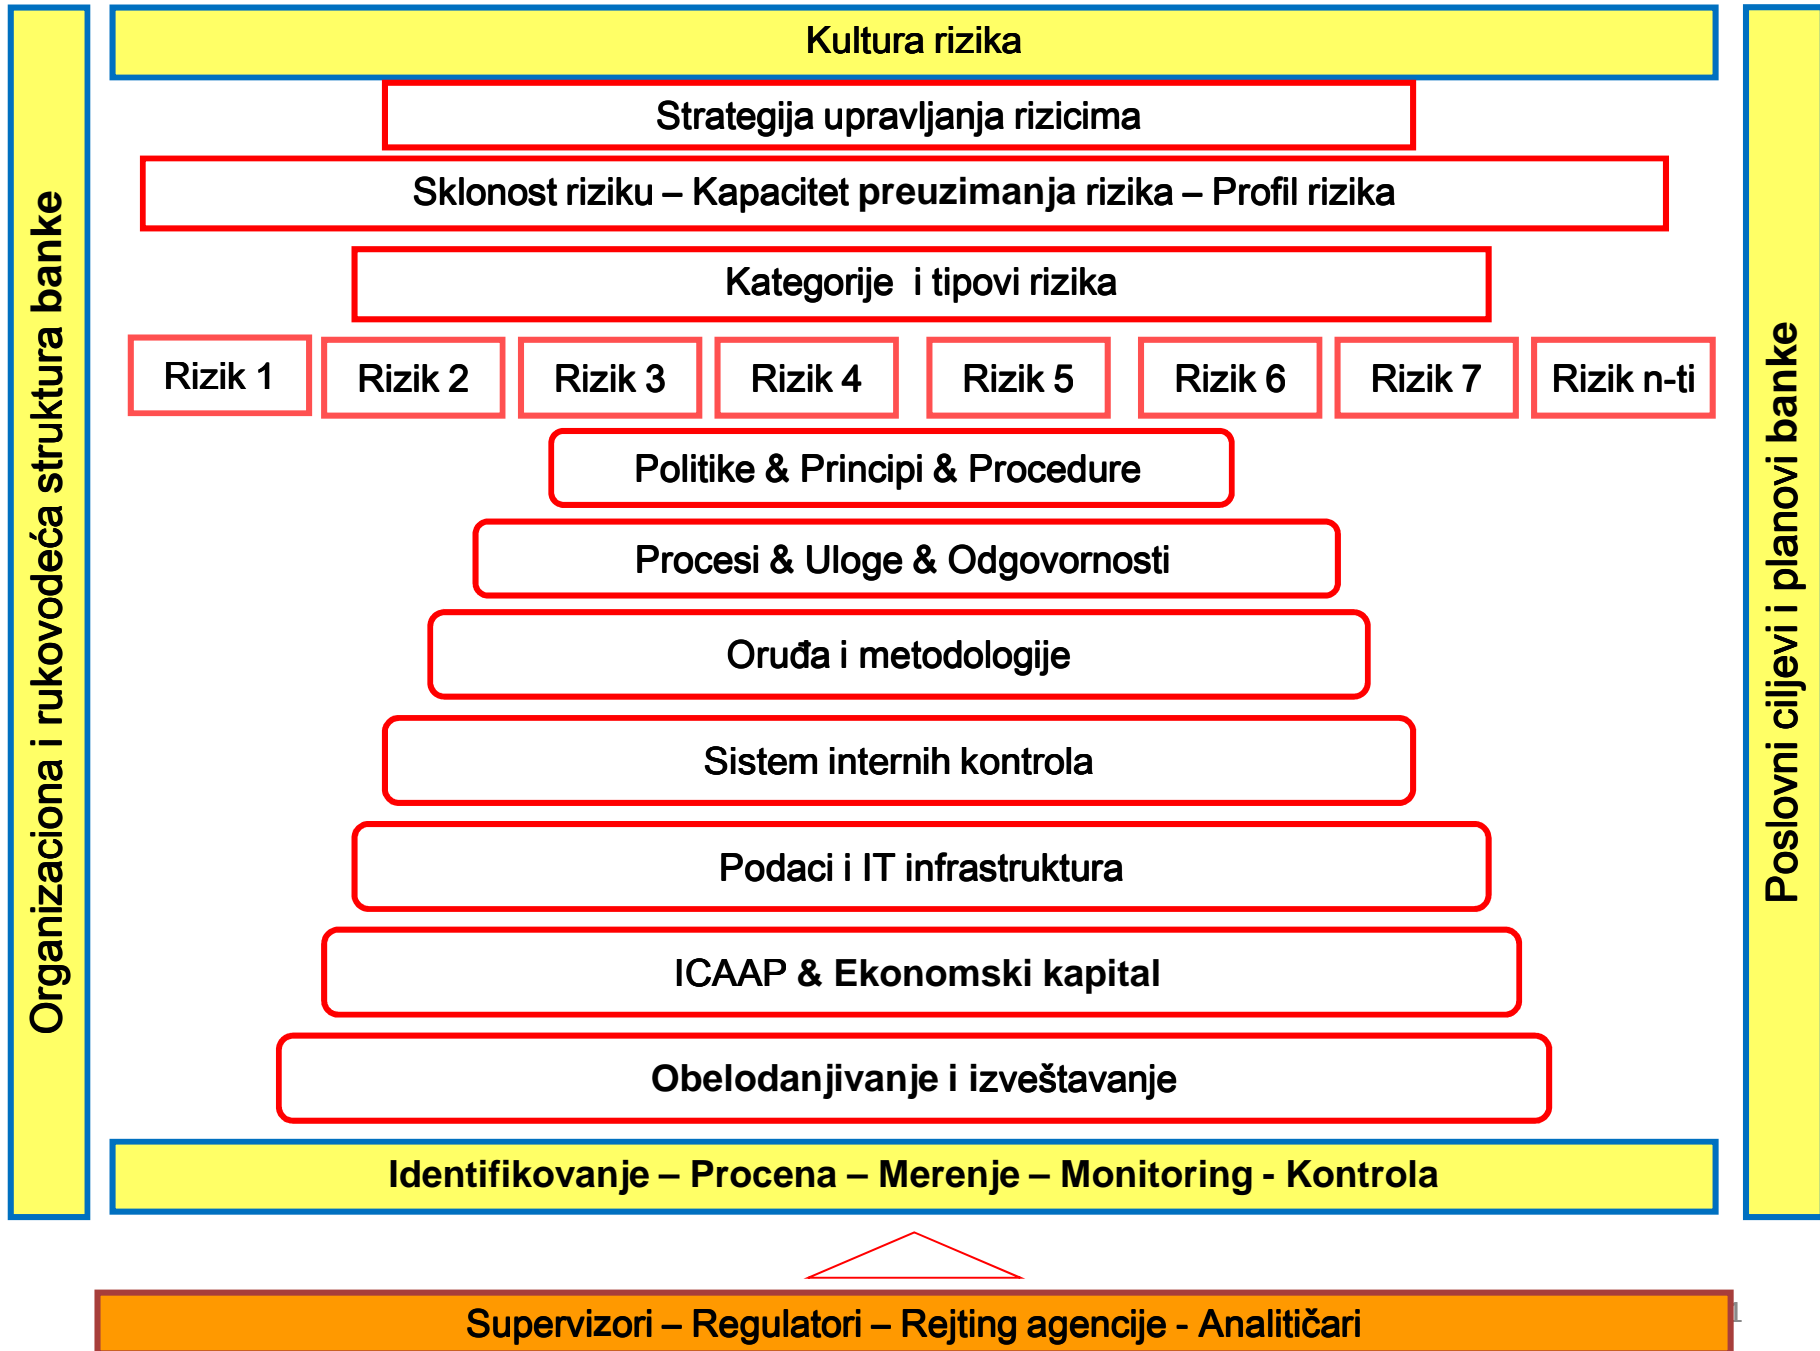 Kultura rizika
Strategija upravljanja rizicima
Sklonost riziku – Kapacitet preuzimanja rizika – Profil rizika
Kategorije  i tipovi rizika
Rizik 1
Rizik 2
Rizik 3
Rizik 4
Rizik 5
Rizik 6
Rizik 7
Rizik n-ti
Politike & Principi & Procedure
Procesi & Uloge & Odgovornosti
Oruđa i metodologije
Sistem internih kontrola
Podaci i IT infrastruktura
ICAAP & Ekonomski kapital
Obelodanjivanje i izveštavanje
Identifikovanje – Procena – Merenje – Monitoring - Kontrola
Organizaciona i rukovodeća struktura banke
Poslovni ciljevi i planovi banke
Supervizori – Regulatori – Rejting agencije - Analitičari
1